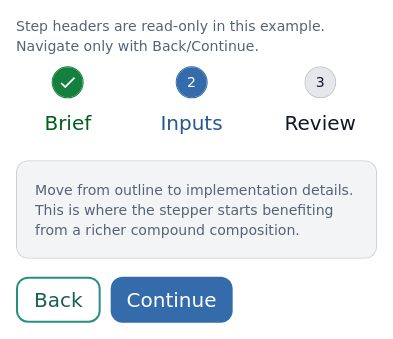 Step headers are read-only in this example.
Navigate only with Back/Continue.
2 3
Brief Inputs Review
Move from outline to implementation details.
This is where the stepper starts benefiting
from a richer compound composition.
Back Continue